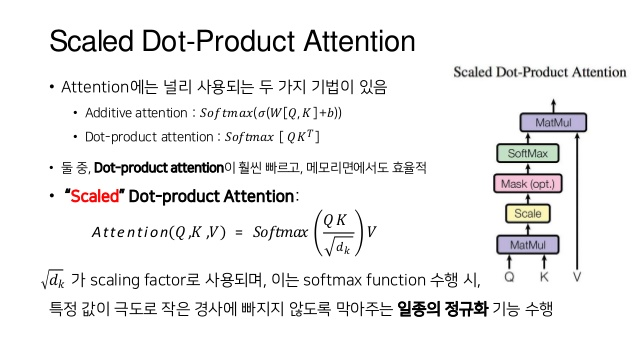 Scaled Dot-Product Attention
• Attention에는 널리 사용되는 두 가지 기법이 있음
• Additive attention : Softmax(σ(W[Q,K]+b))
• Dot-product attention : Softmax [ QKᵀ]
• 둘 중, Dot-product attention이 훨씬 빠르고, 메모리면에서도 효율적
• “Scaled” Dot-product Attention:
Attention(Q,K,V) = Softmax(QK/√dₖ)V
√dₖ 가 scaling factor로 사용되며, 이는 softmax function 수행 시,
특정 값이 극도로 작은 경사에 빠지지 않도록 막아주는 일종의 정규화 기능 수행
Scaled Dot-Product Attention
MatMul
SoftMax
Mask (opt.)
Scale
MatMul
Q K V